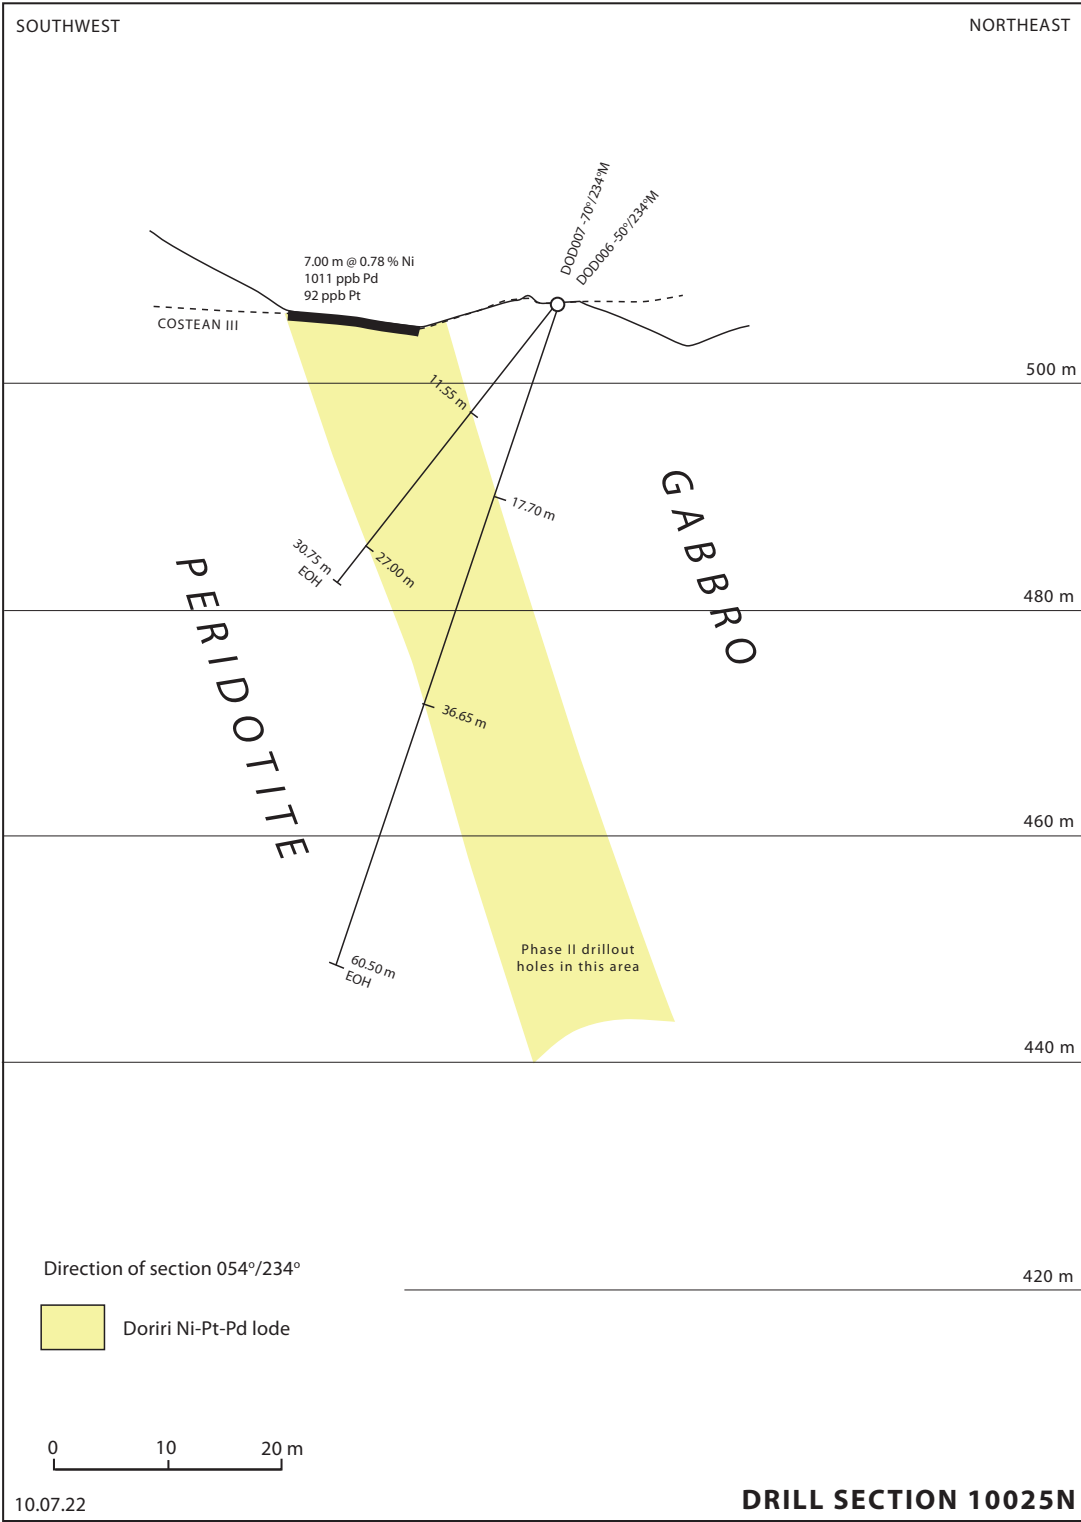 SOUTHWEST
NORTHEAST
DOD007 -70°/234°M
DOD006 -50°/234°M
7.00 m @ 0.78 % Ni
1011 ppb Pd
92 ppb Pt
COSTEAN III
500 m
11.55 m
17.70 m
GABBRO
30.75 m
EOH
27.00 m
PERIDOTITE
480 m
36.65 m
460 m
60.50 m
EOH
Phase II drillout
holes in this area
440 m
Direction of section 054°/234°
420 m
Doriri Ni-Pt-Pd lode
0 10 20 m
10.07.22
DRILL SECTION 10025N